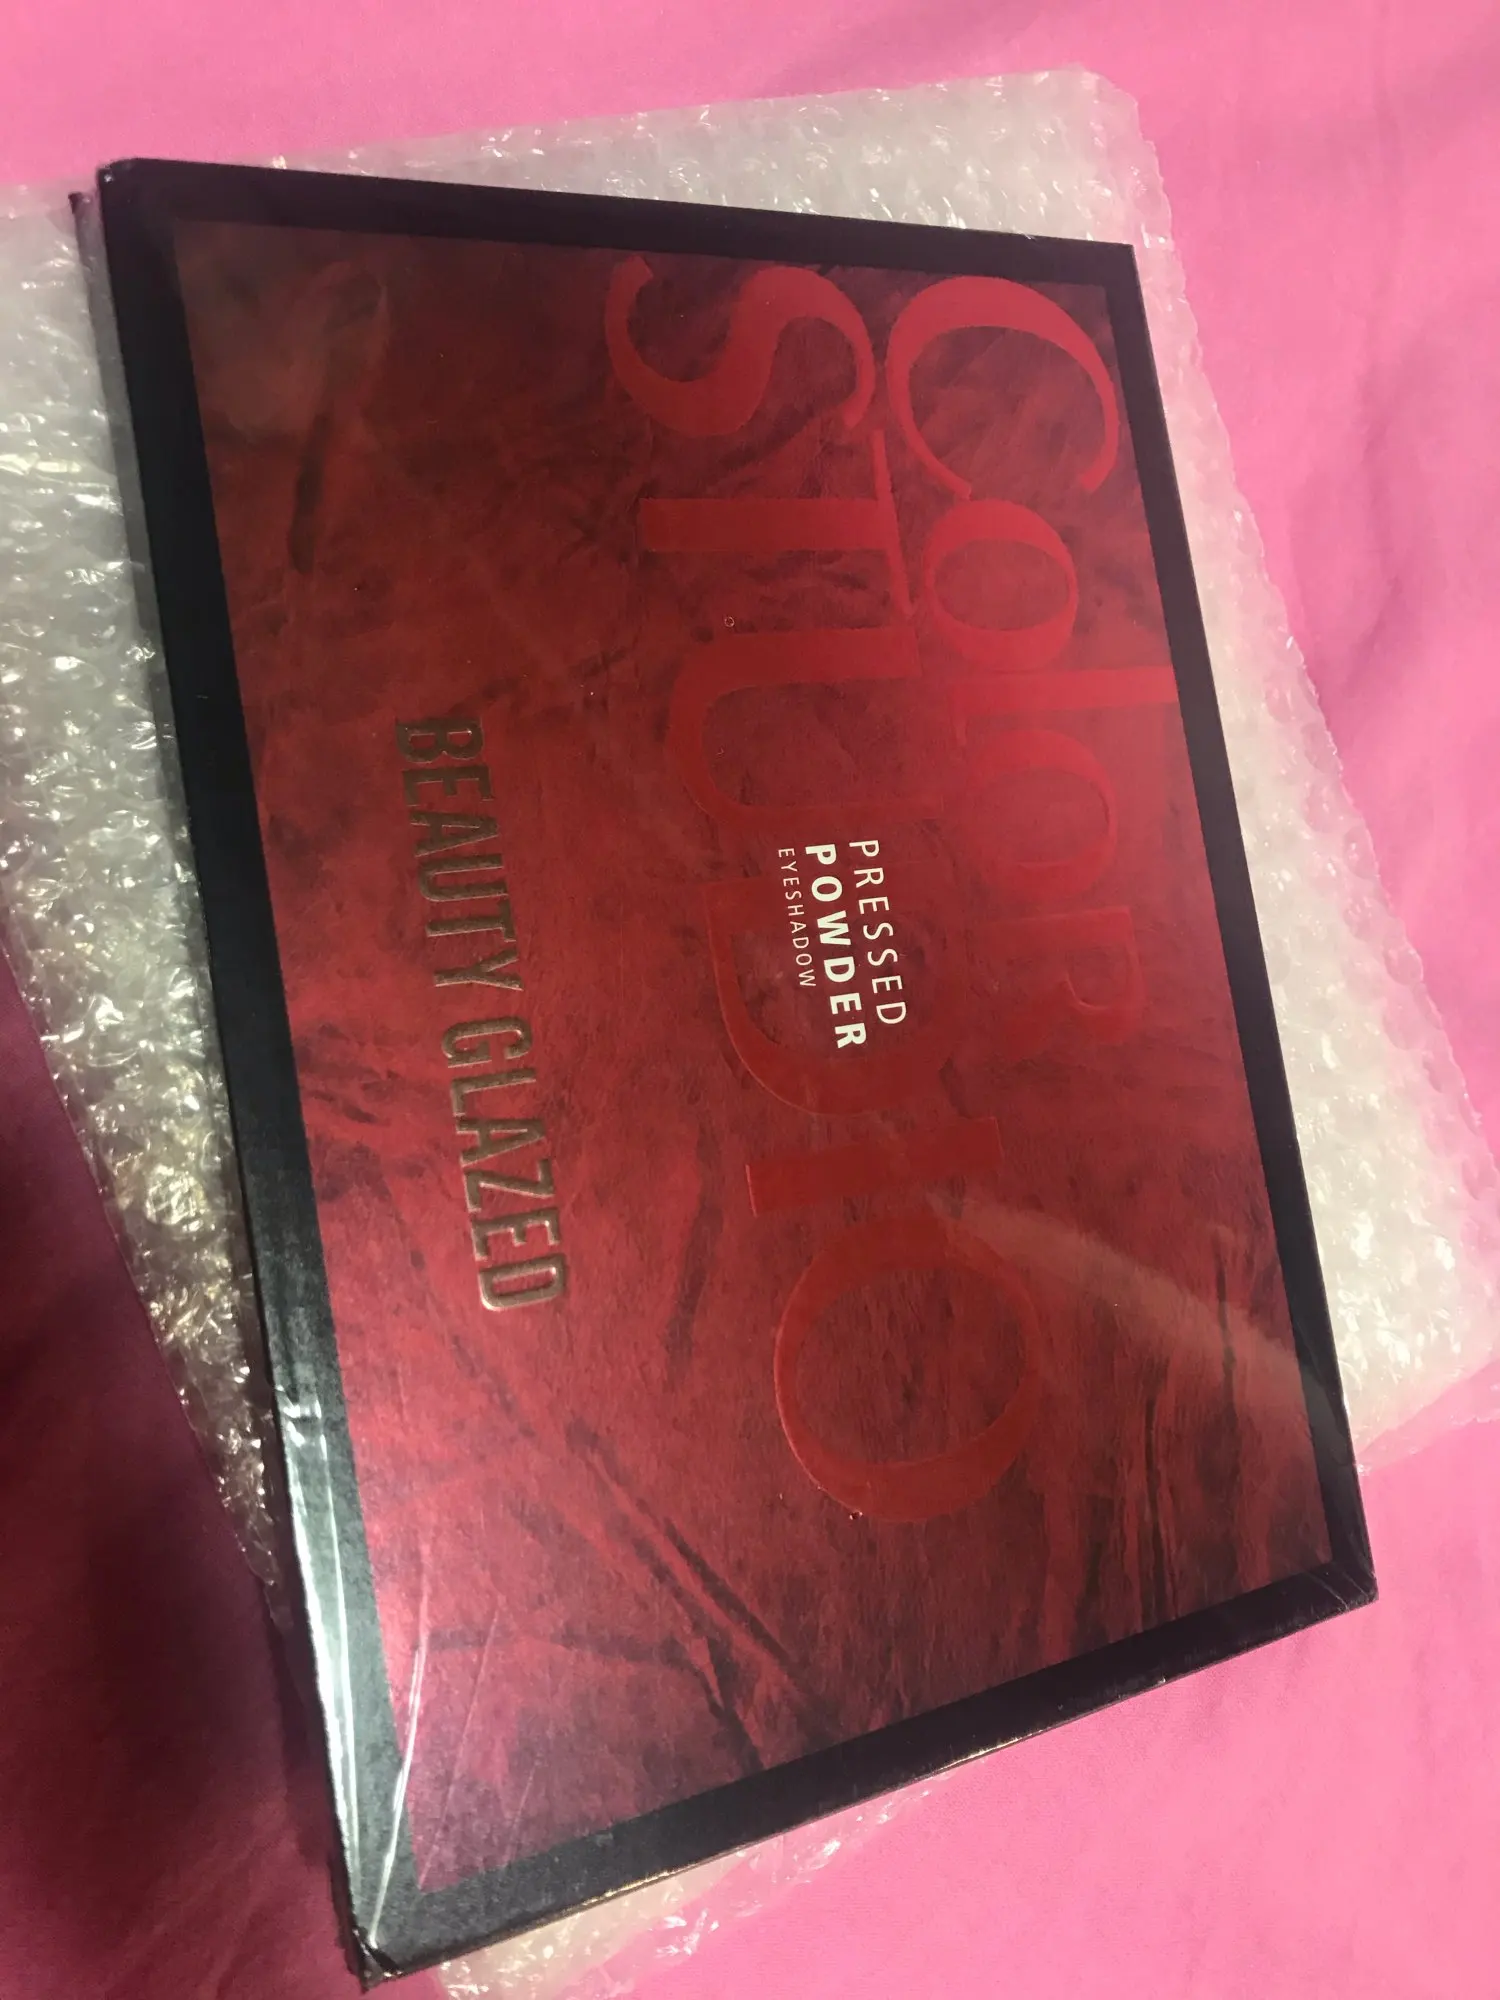 Color
STUDIO
PRESSED
POWDER
EYESHADOW
BEAUTY GLAZED